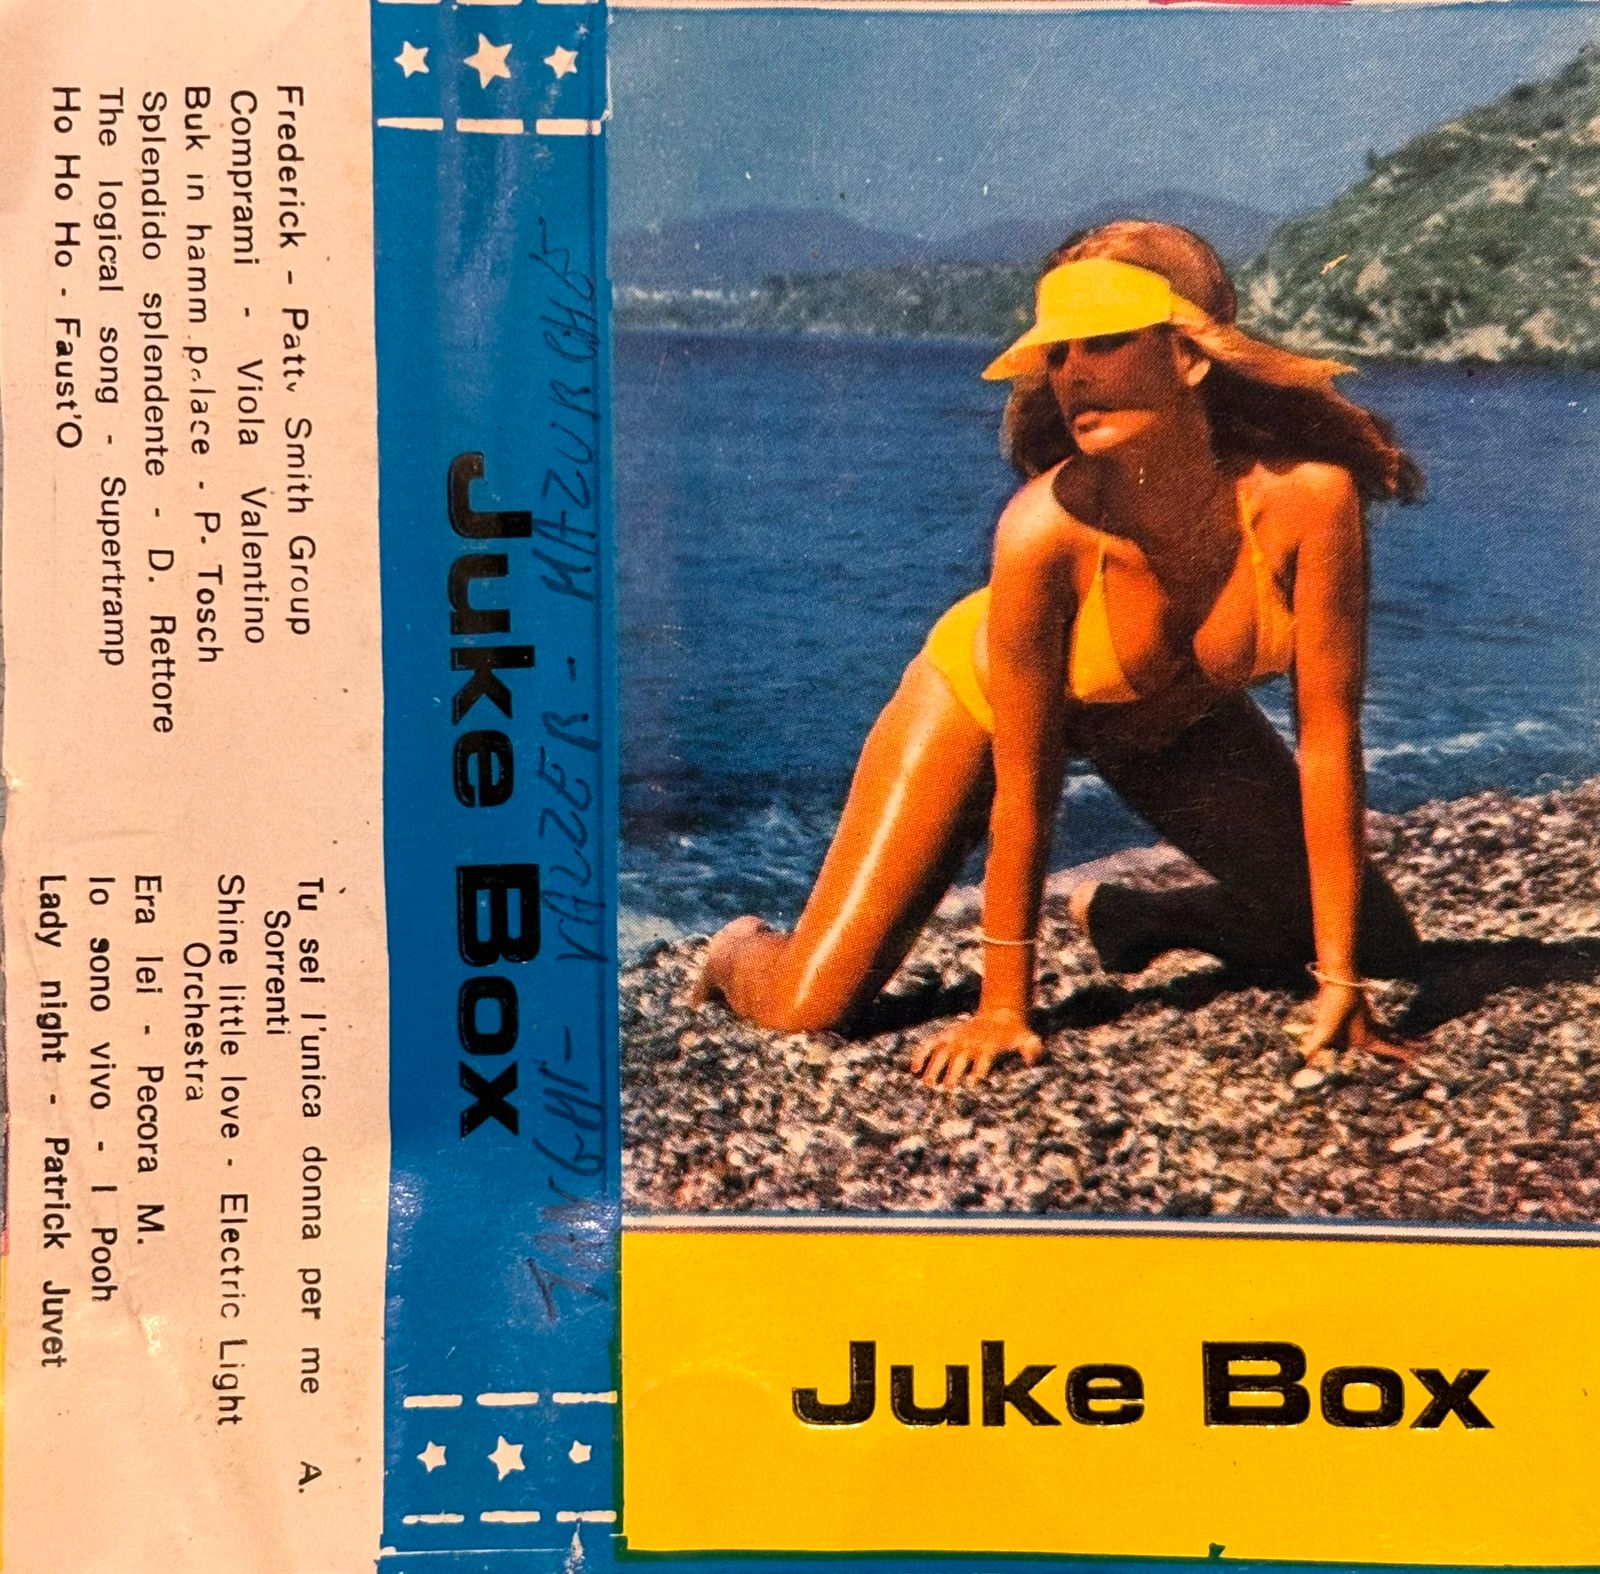 Frederick - Patty Smith Group
Comprami - Viola Valentino
Buk in hamm palace - P. Tosch
Splendido splendente - D. Rettore
The logical song - Supertramp
Ho Ho Ho - Faust'O
Tu sei l'unica donna per me A.
Sorrenti
Shine little love - Electric Light
Orchestra
Era lei - Pecora M.
Io sono vivo - I Pooh
Lady night - Patrick Juvet
Juke Box
VAZZER - MAZURCHE
Juke Box